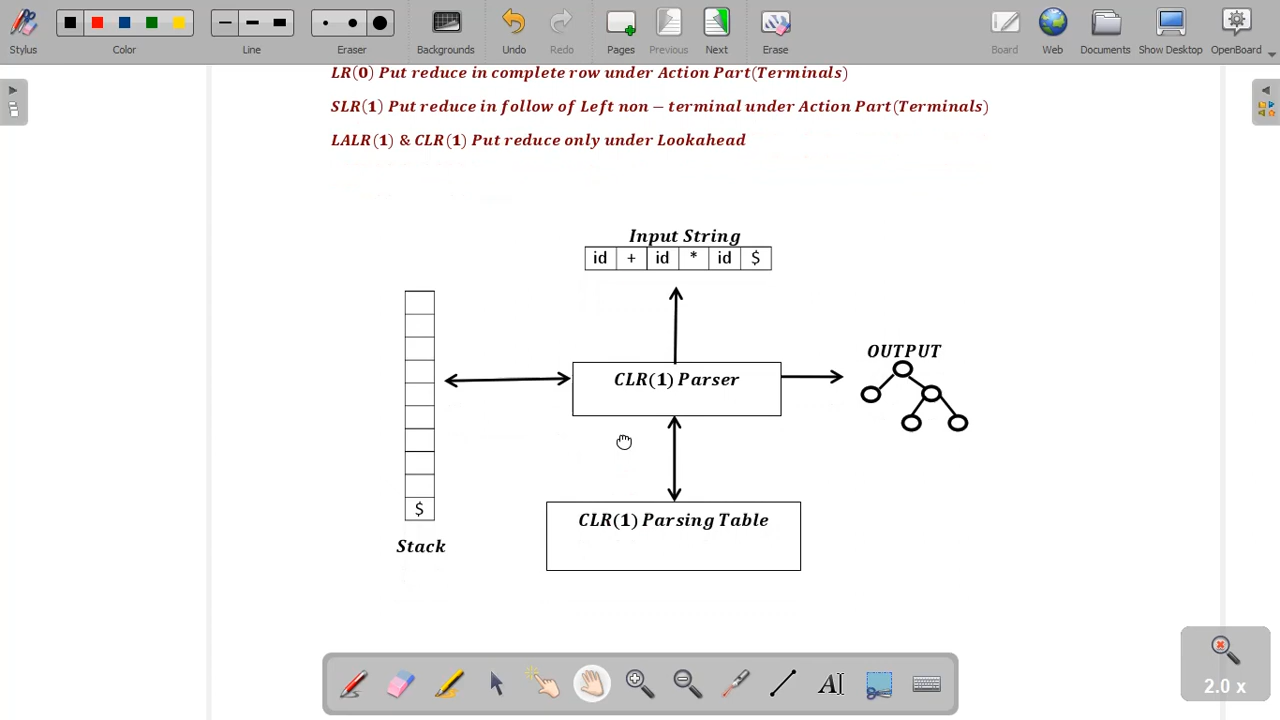 Stylus Color Line Eraser Backgrounds Undo Redo Pages Previous Next Erase Board Web Documents Show Desktop OpenBoard
LR(0) Put reduce in complete row under Action Part(Terminals)
SLR(1) Put reduce in follow of Left non − terminal under Action Part(Terminals)
LALR(1) & CLR(1) Put reduce only under Lookahead
Input String
id + id * id $
OUTPUT
CLR(1) Parser
$
CLR(1) Parsing Table
Stack
AI
2.0 x